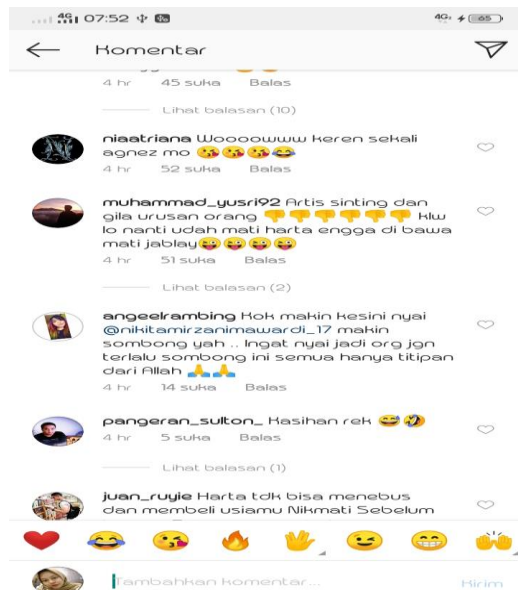 4G 07:52 4G 65
Komentar
4 hr 45 suka Balas
Lihat balasan (10)
niaatriana Woooowww keren sekali
agnez mo 😘😘😘😂
4 hr 52 suka Balas
muhammad_yusri92 Artis sinting dan
gila urusan orang 👎👎👎👎👎👎 klw
lo nanti udah mati harta engga di bawa
mati jablay😜😜😜😜
4 hr 51 suka Balas
Lihat balasan (2)
angeelrambing Kok makin kesini nyai
@nikitamirzanimawardi_17 makin
sombong yah .. Ingat nyai jadi org jgn
terlalu sombong ini semua hanya titipan
dari Allah 🙏🙏
4 hr 14 suka Balas
pangeran_sulton_ Kasihan rek 😅🤣
4 hr 5 suka Balas
Lihat balasan (1)
juan_ruyie Harta tdk bisa menebus
dan membeli usiamu Nikmati Sebelum
Tambahkan komentar... Kirim